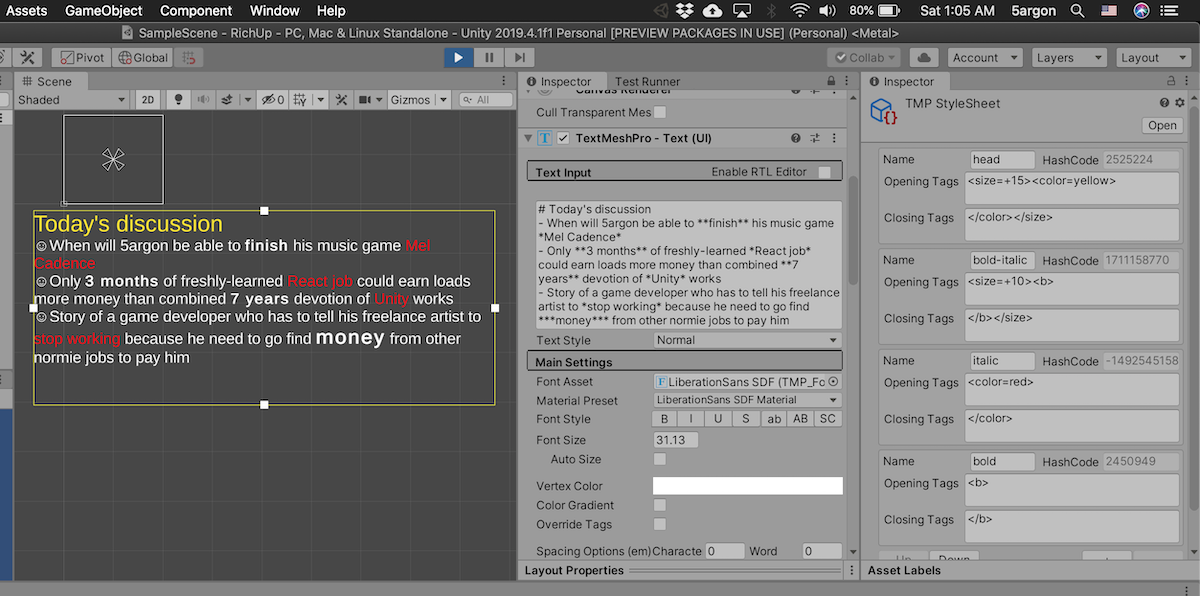 Assets GameObject Component Window Help 80% Sat 1:05 AM 5argon
SampleScene - RichUp - PC, Mac & Linux Standalone - Unity 2019.4.1f1 Personal [PREVIEW PACKAGES IN USE] (Personal) <Metal>
Pivot Global Collab Account Layers Layout
Scene
Shaded 2D 0 Gizmos All
Today's discussion
☺When will 5argon be able to finish his music game Mel
Cadence
☺Only 3 months of freshly-learned React job could earn loads
more money than combined 7 years devotion of Unity works
☺Story of a game developer who has to tell his freelance artist to
stop working because he need to go find money from other
normie jobs to pay him
Inspector Test Runner
Canvas Renderer
Cull Transparent Mes
T TextMeshPro - Text (UI)
Text Input Enable RTL Editor
# Today's discussion
- When will 5argon be able to **finish** his music game
*Mel Cadence*
- Only **3 months** of freshly-learned *React job*
could earn loads more money than combined **7
years** devotion of *Unity* works
- Story of a game developer who has to tell his freelance
artist to *stop working* because he need to go find
***money*** from other normie jobs to pay him
Text Style Normal
Main Settings
Font Asset F LiberationSans SDF (TMP_Fo
Material Preset LiberationSans SDF Material
Font Style B I U S ab AB SC
Font Size 31.13
Auto Size
Vertex Color
Color Gradient
Override Tags
Spacing Options (em) Characte 0 Word 0
Layout Properties
Inspector
TMP StyleSheet
Open
Name head HashCode 2525224
Opening Tags <size=+15><color=yellow>
Closing Tags </color></size>
Name bold-italic HashCode 1711158770
Opening Tags <size=+10><b>
Closing Tags </b></size>
Name italic HashCode -1492545158
Opening Tags <color=red>
Closing Tags </color>
Name bold HashCode 2450949
Opening Tags <b>
Closing Tags </b>
Up Down +
Asset Labels